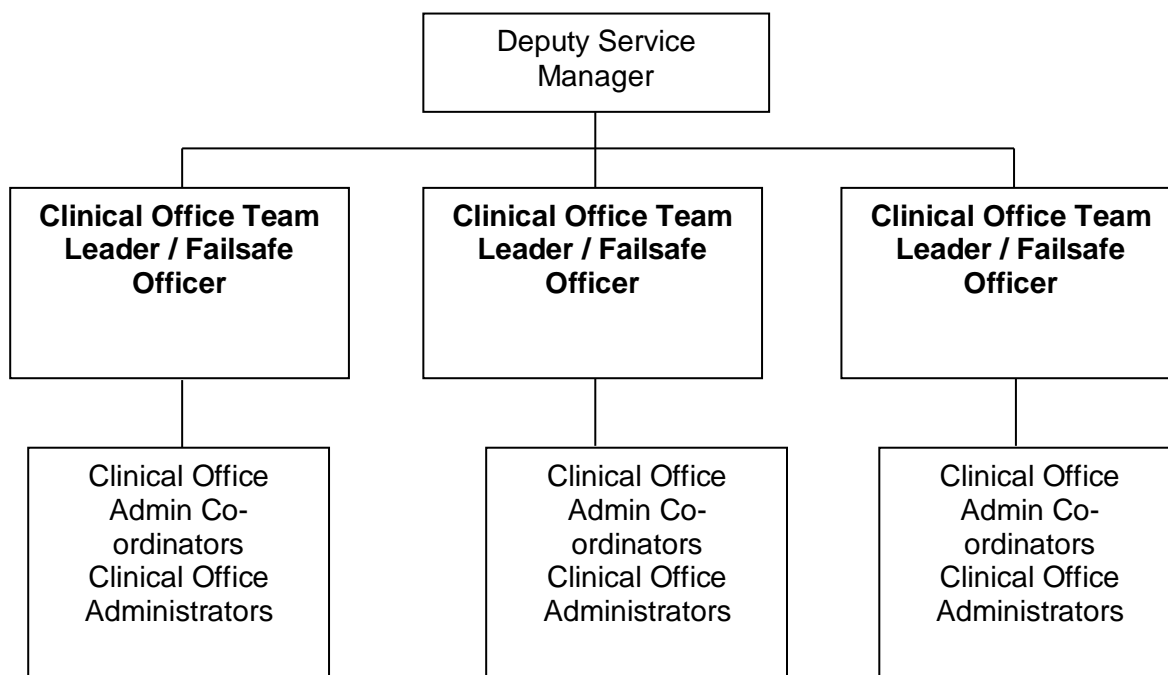 Deputy Service
Manager
Clinical Office Team
Leader / Failsafe
Officer
Clinical Office Team
Leader / Failsafe
Officer
Clinical Office Team
Leader / Failsafe
Officer
Clinical Office
Admin Co-
ordinators
Clinical Office
Administrators
Clinical Office
Admin Co-
ordinators
Clinical Office
Administrators
Clinical Office
Admin Co-
ordinators
Clinical Office
Administrators